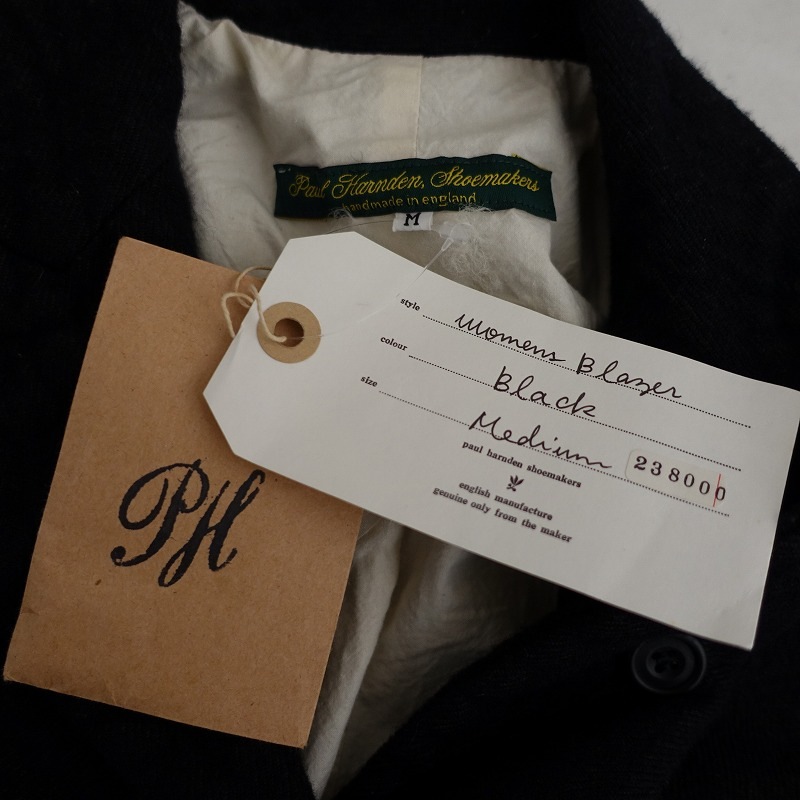 Paul Harnden, Shoemakers
handmade in england
M
style womens Blazer
colour Black
size Medium
238000
paul harnden shoemakers
english manufacture
genuine only from the maker
PH